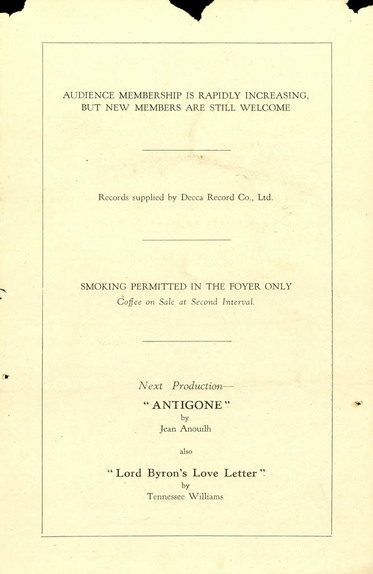 AUDIENCE MEMBERSHIP IS RAPIDLY INCREASING,
BUT NEW MEMBERS ARE STILL WELCOME
Records supplied by Decca Record Co., Ltd.
SMOKING PERMITTED IN THE FOYER ONLY
Coffee on Sale at Second Interval.
Next Production—
“ ANTIGONE ”
by
Jean Anouilh
also
“ Lord Byron's Love Letter ”
by
Tennessee Williams